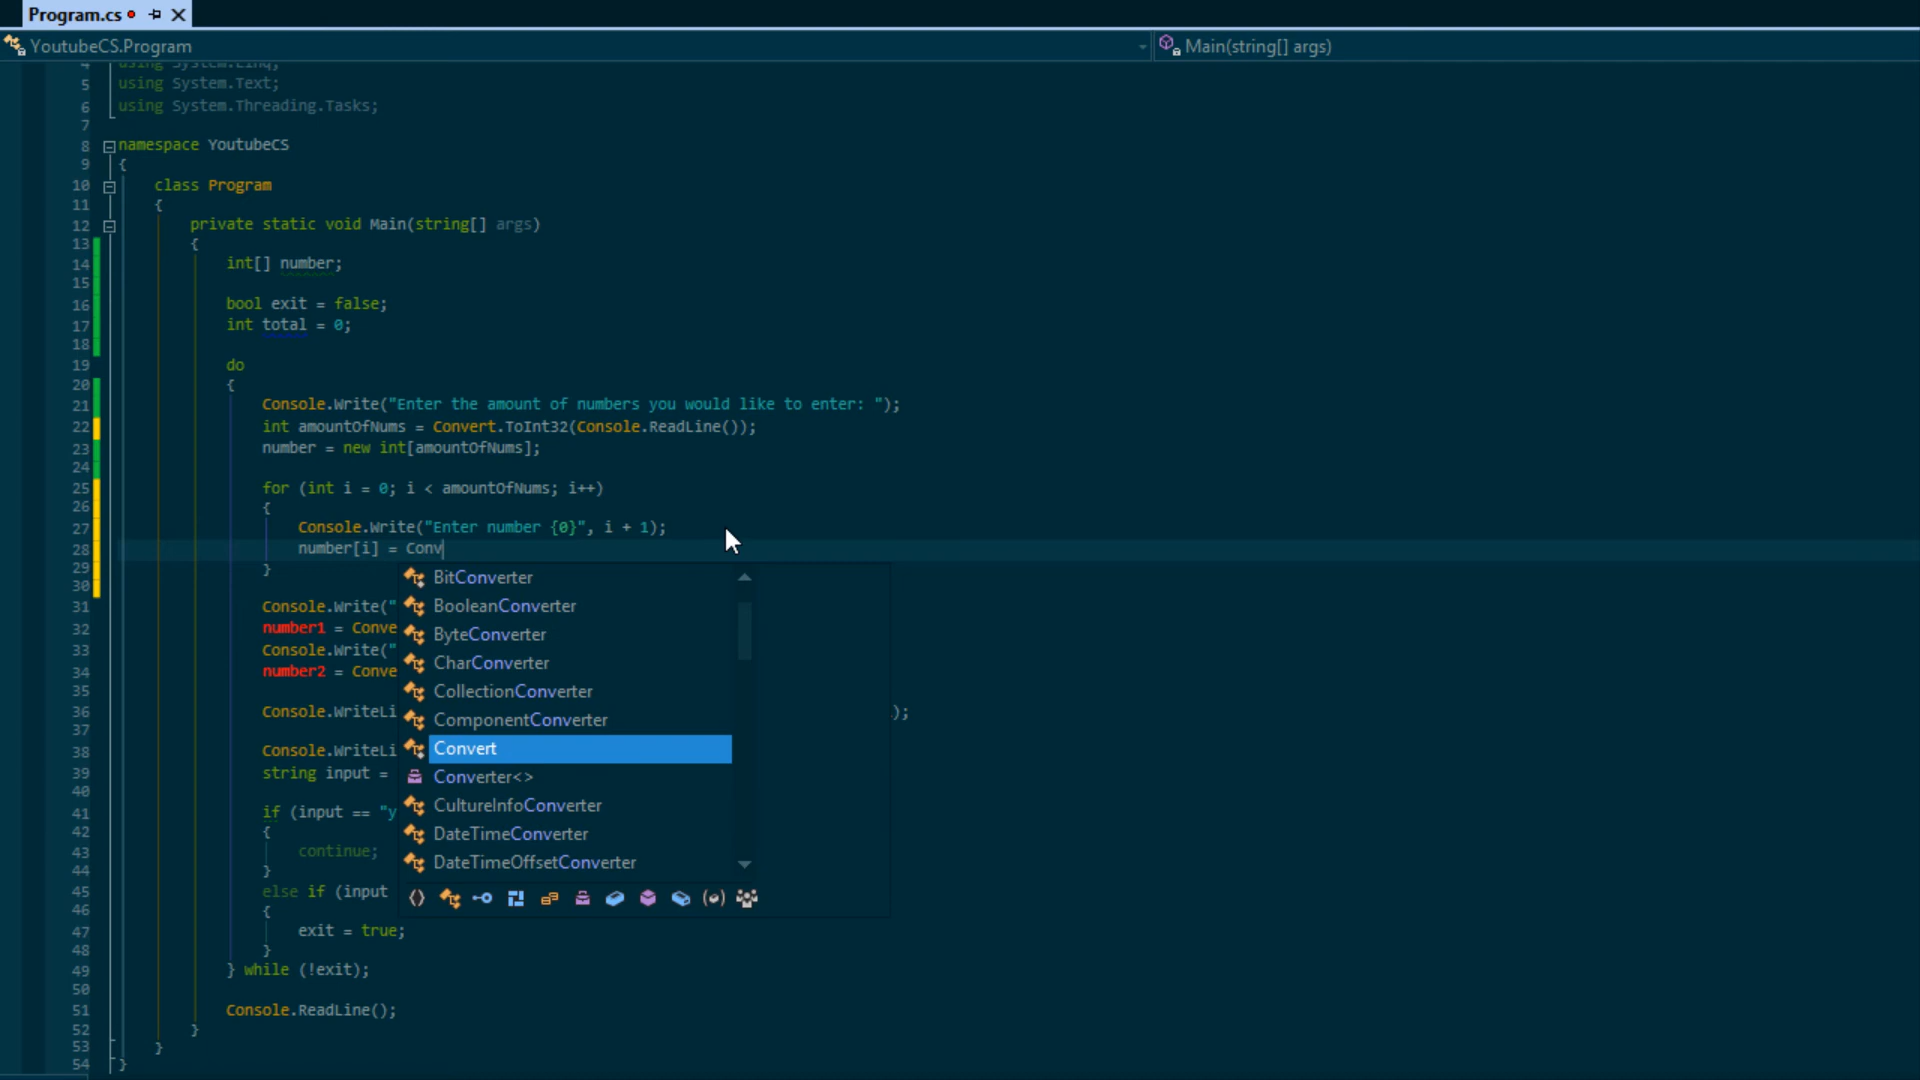 Program.cs
YoutubeCS.Program
Main(string[] args)
4 using System.Linq;
5 using System.Text;
6 using System.Threading.Tasks;
7
8 namespace YoutubeCS
9 {
10 class Program
11 {
12 private static void Main(string[] args)
13 {
14 int[] number;
15
16 bool exit = false;
17 int total = 0;
18
19 do
20 {
21 Console.Write("Enter the amount of numbers you would like to enter: ");
22 int amountOfNums = Convert.ToInt32(Console.ReadLine());
23 number = new int[amountOfNums];
24
25 for (int i = 0; i < amountOfNums; i++)
26 {
27 Console.Write("Enter number {0}", i + 1);
28 number[i] = Conv
29 }
30
BitConverter
BooleanConverter
ByteConverter
CharConverter
CollectionConverter
ComponentConverter
Convert
Converter<>
CultureInfoConverter
DateTimeConverter
DateTimeOffsetConverter
31 Console.Write("
32 number1 = Conve
33 Console.Write("
34 number2 = Conve
35
36 Console.WriteLi );
37
38 Console.WriteLi
39 string input =
40
41 if (input == "y
42 {
43 continue;
44 }
45 else if (input
46 {
47 exit = true;
48 }
49 } while (!exit);
50
51 Console.ReadLine();
52 }
53 }
54 }